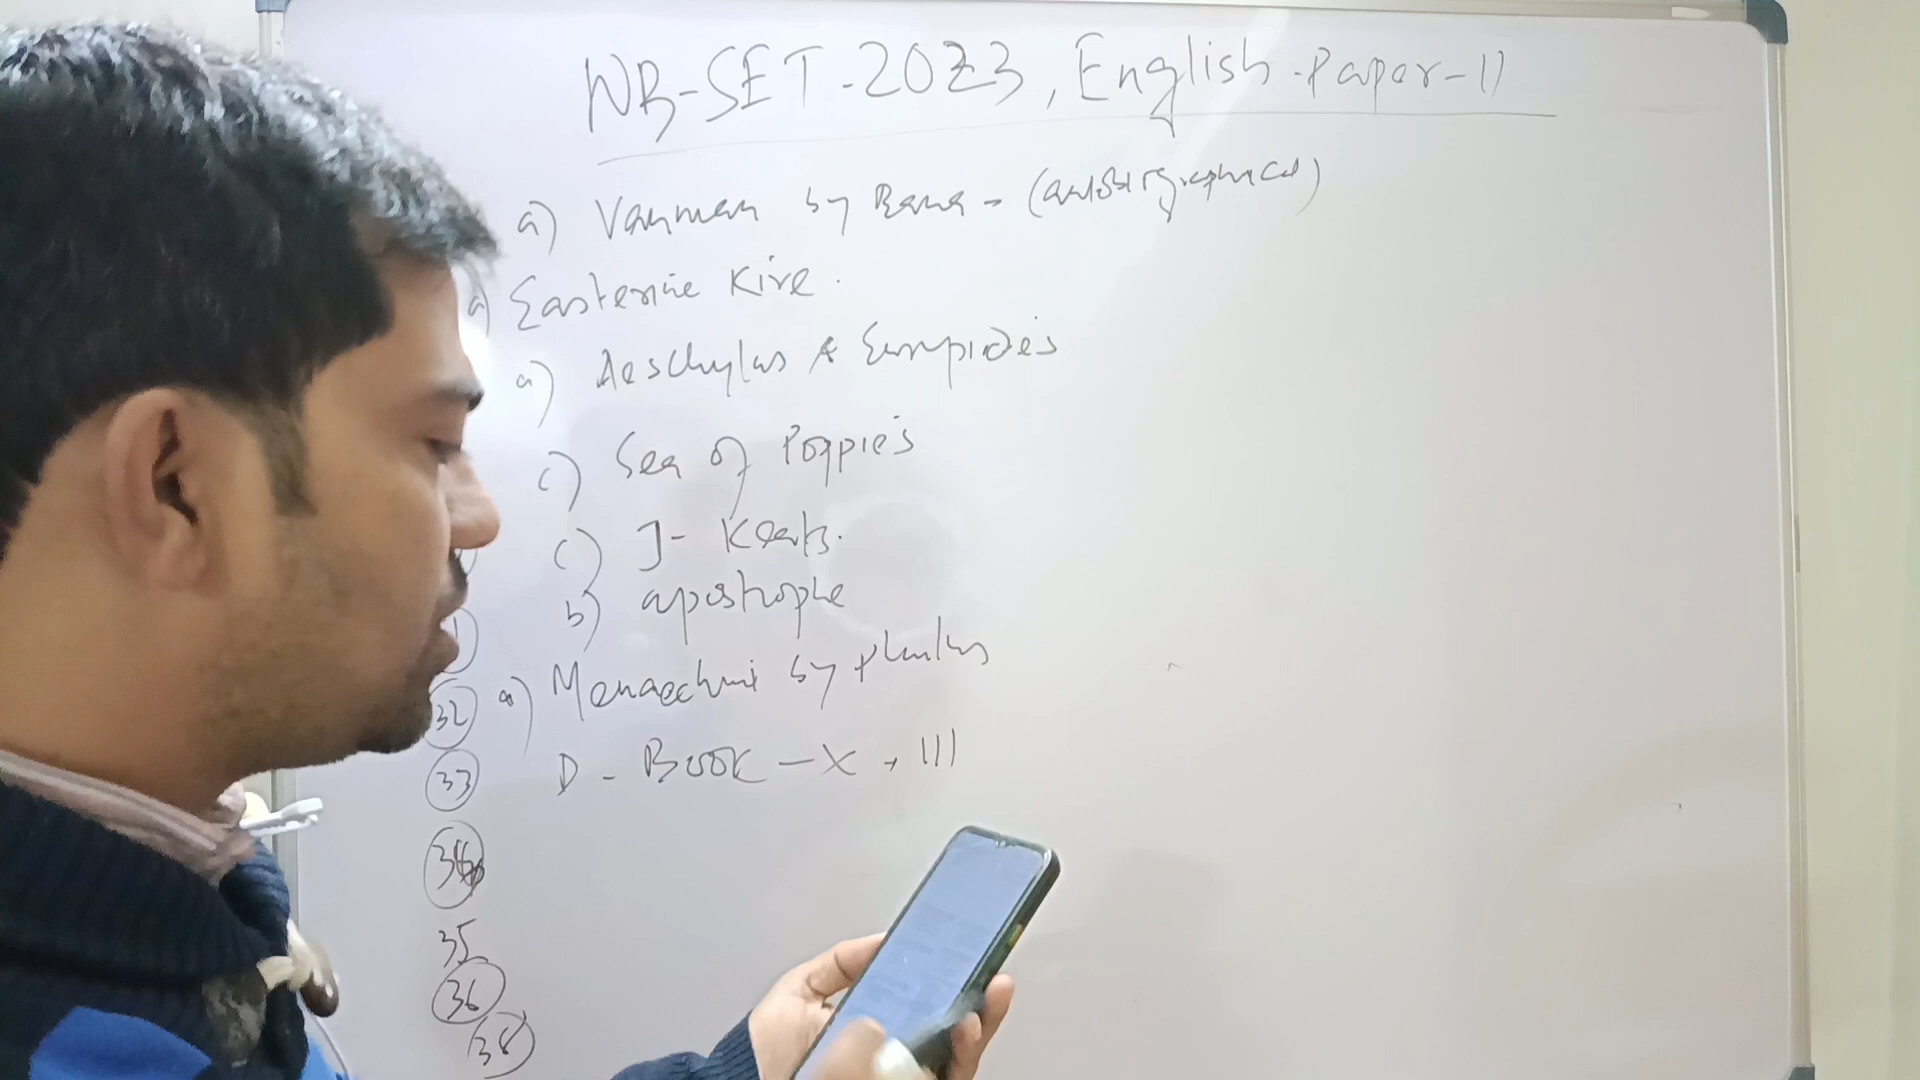 WB-SET-2023, English-Paper-II
a) Vanman by Bama - (autobiographical)
a) Easterine Kire.
a) Aeschylus & Euripides
c) Sea of Poppies
c) J- Keats.
b) apostrophe
32 a) Menaechmi by Plautus
33 D - Book - X, III
34
35
36
38